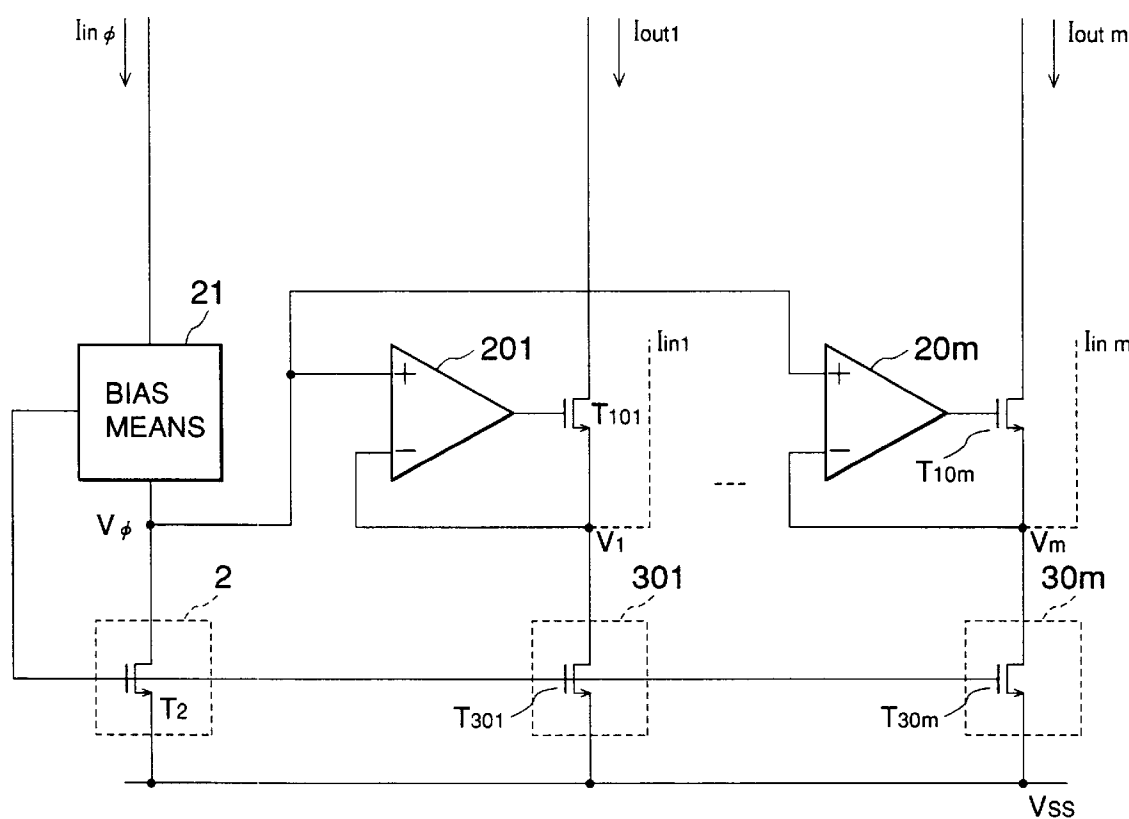 Iin ϕ
Iout1
Iout m
21
BIAS
MEANS
201
Iin1
20m
Iin m
+
+
T101
−
−
T10m
---
Vϕ
V1
Vm
2
301
30m
T2
T301
T30m
VSS